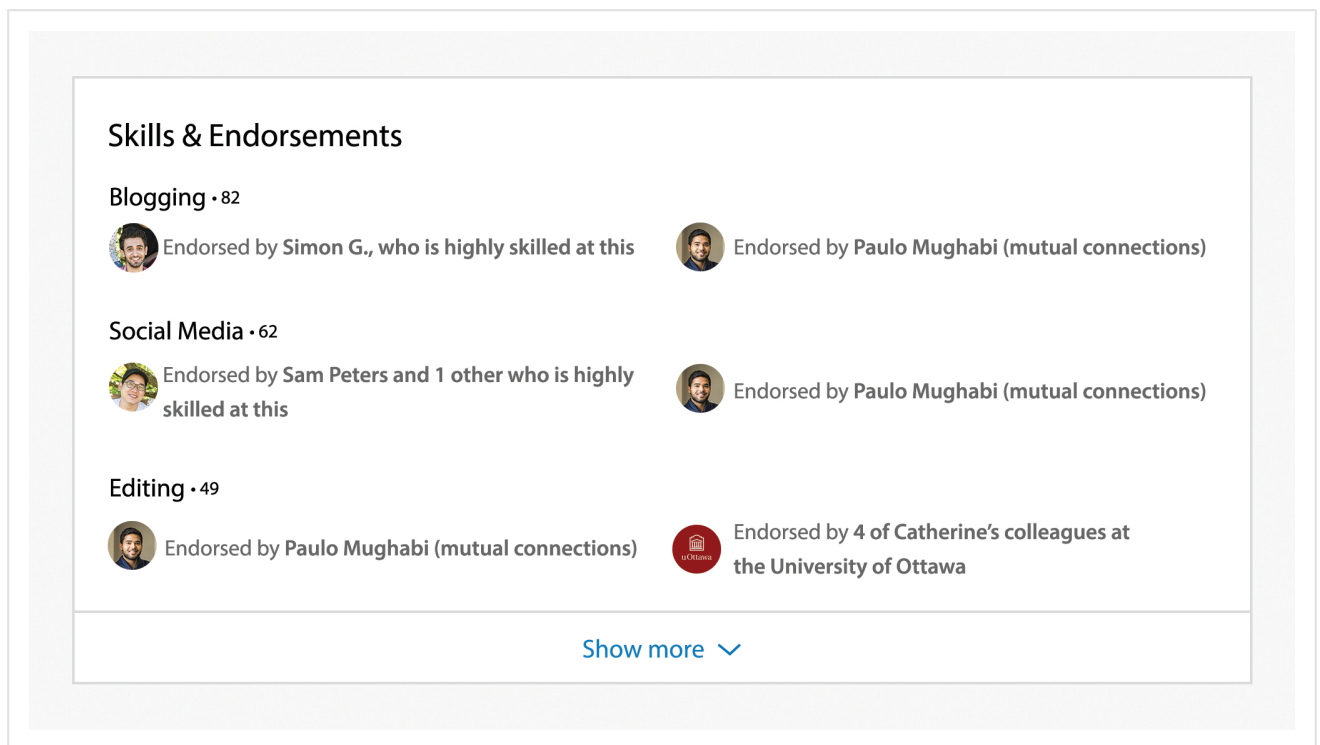 Skills & Endorsements
Blogging • 82
Endorsed by Simon G., who is highly skilled at this
Endorsed by Paulo Mughabi (mutual connections)
Social Media • 62
Endorsed by Sam Peters and 1 other who is highly
skilled at this
Endorsed by Paulo Mughabi (mutual connections)
Editing • 49
Endorsed by Paulo Mughabi (mutual connections)
uOttawa
Endorsed by 4 of Catherine’s colleagues at
the University of Ottawa
Show more